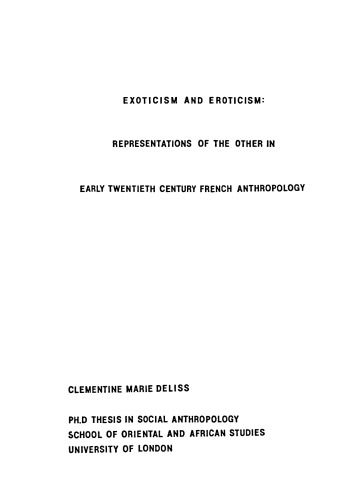 EXOTICISM AND EROTICISM:
REPRESENTATIONS OF THE OTHER IN
EARLY TWENTIETH CENTURY FRENCH ANTHROPOLOGY
CLEMENTINE MARIE DELISS
PH.D THESIS IN SOCIAL ANTHROPOLOGY
SCHOOL OF ORIENTAL AND AFRICAN STUDIES
UNIVERSITY OF LONDON